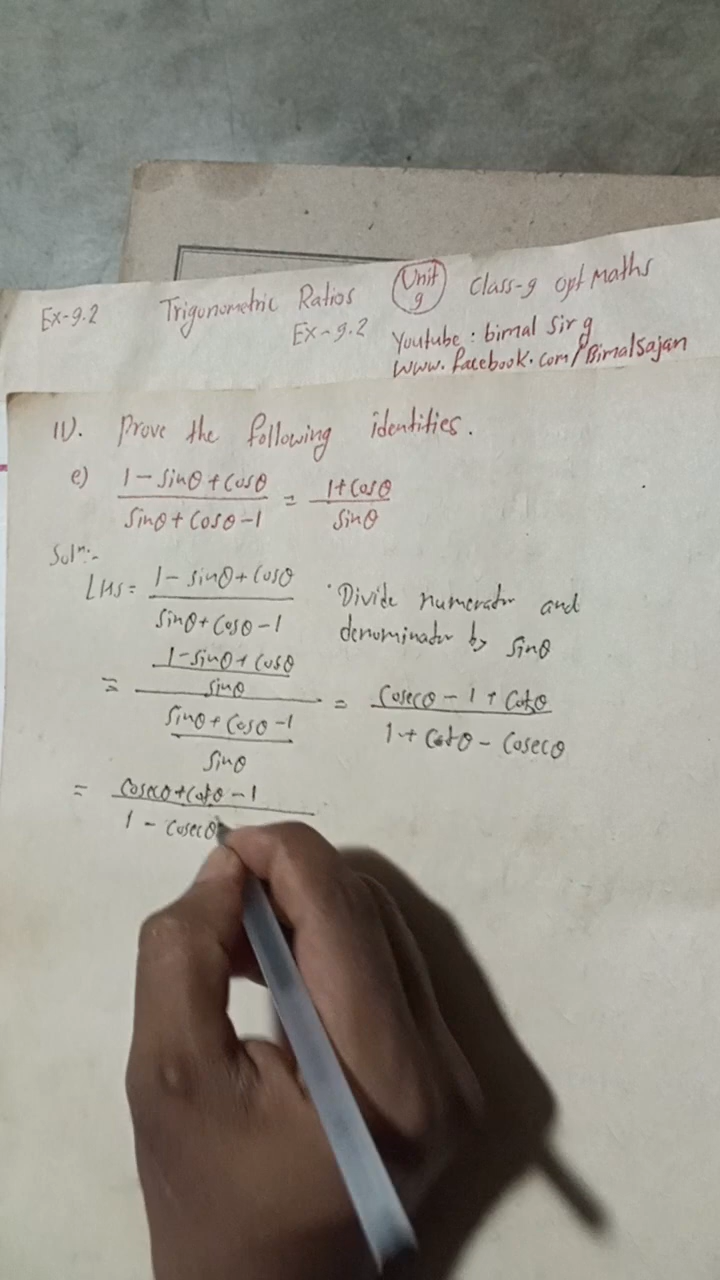 Ex-9.2 Trigonometric Ratios Unit 9 Class-9 Opt Maths
Ex-9.2 Youtube : bimal Sir g
www.facebook.com/Bimalsajan
IV. Prove the following identities.
e) (1 - sinθ + cosθ)/(sinθ + cosθ - 1) = (1 + cosθ)/sinθ
Solⁿ:-
LHS = (1 - sinθ + cosθ)/(sinθ + cosθ - 1) Divide numerator and denominator by sinθ
= ((1 - sinθ + cosθ)/sinθ)/((sinθ + cosθ - 1)/sinθ) = (cosecθ - 1 + cotθ)/(1 + cotθ - cosecθ)
= (cosecθ + cotθ - 1)/(1 - cosecθ